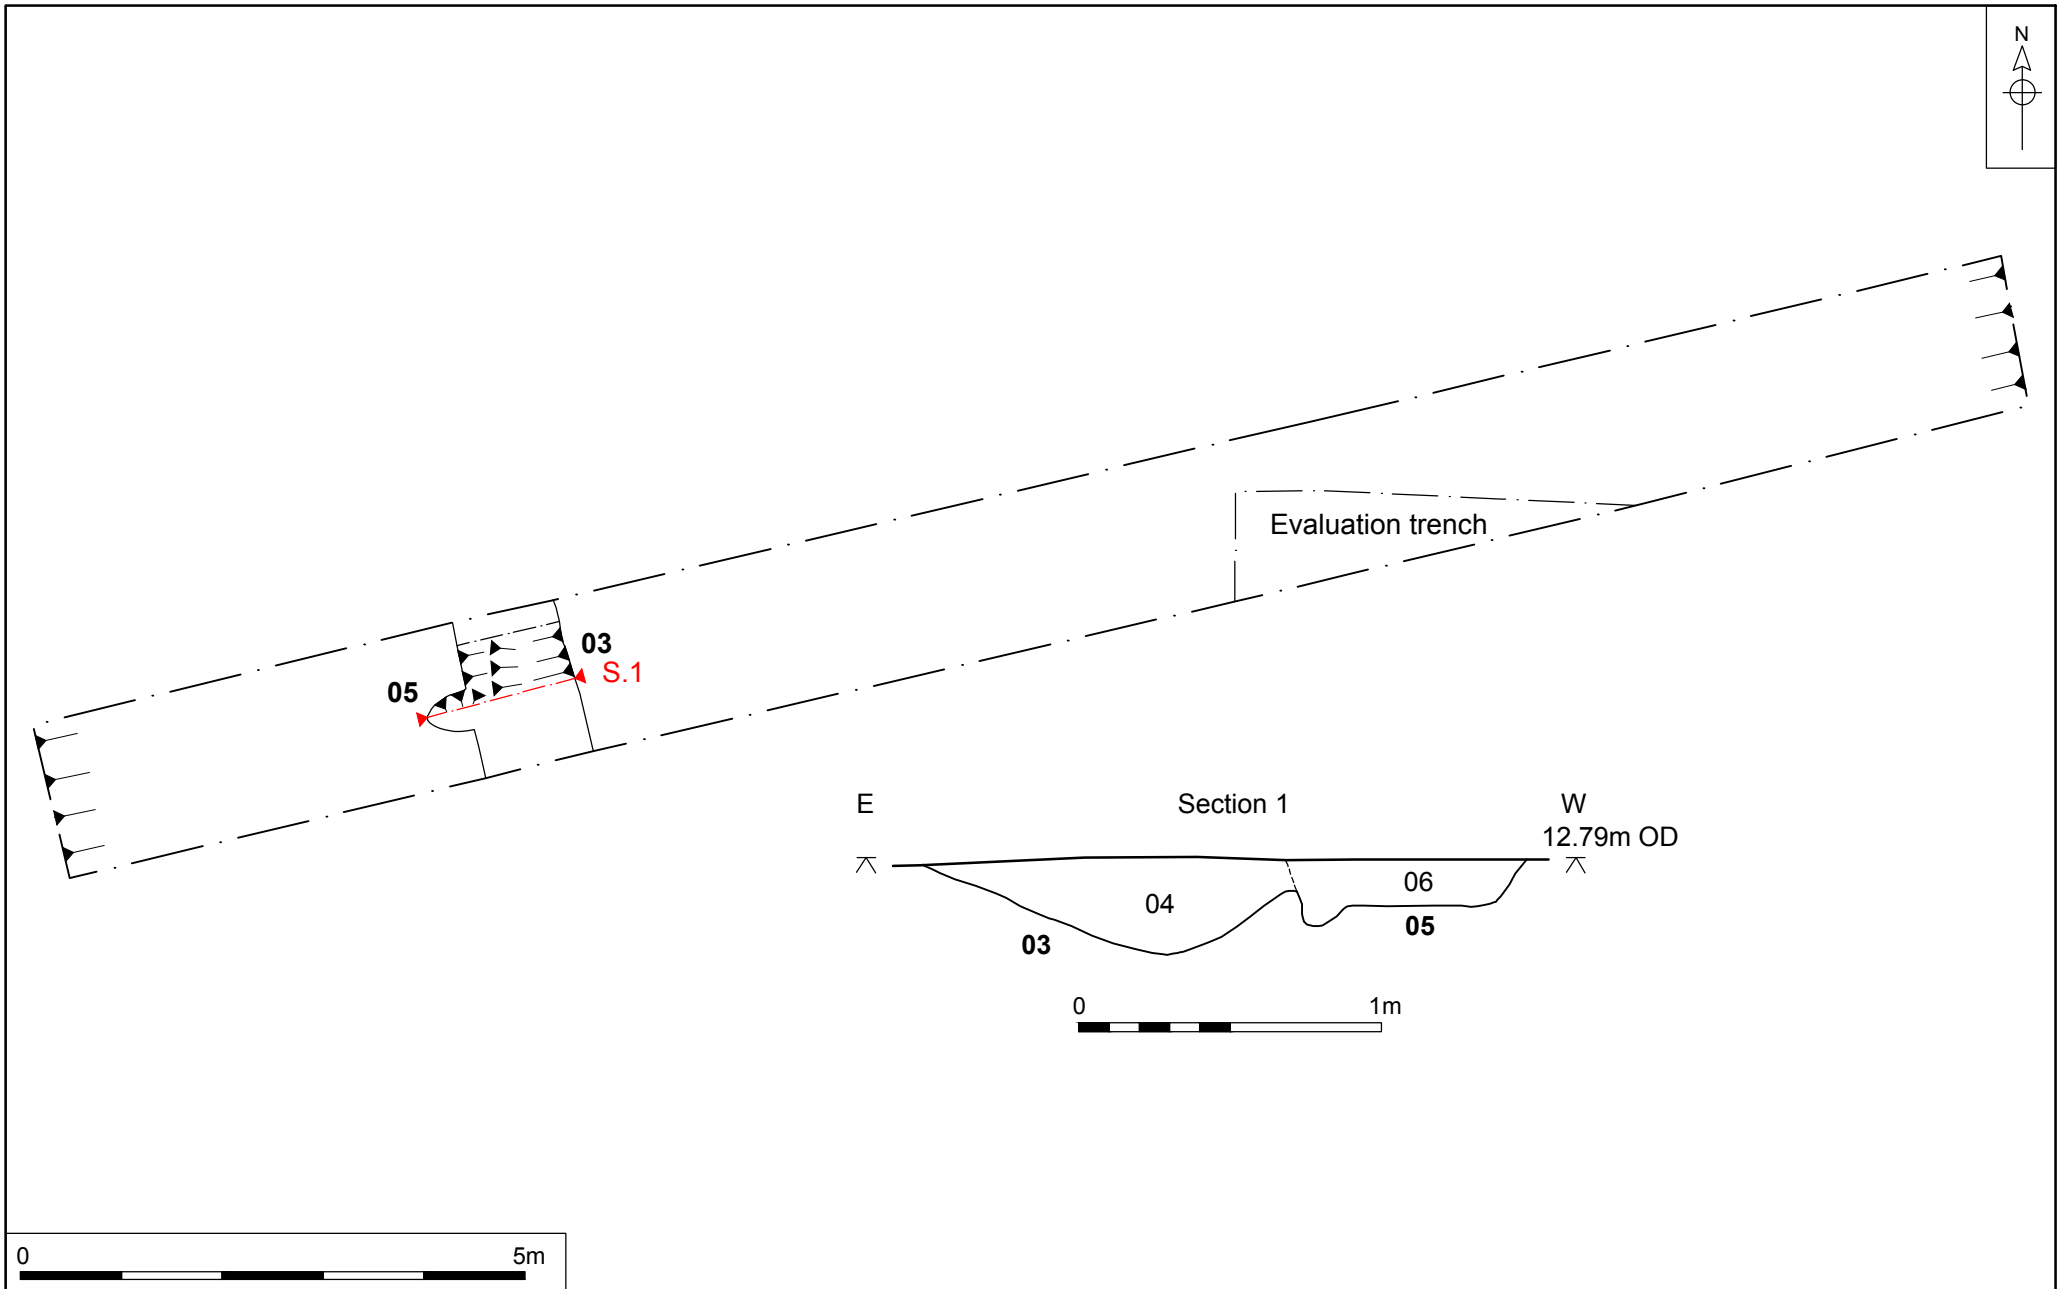 N
Evaluation trench
03
S.1
05
E Section 1 W
12.79m OD
06
04
05
03
0 1m
0 5m